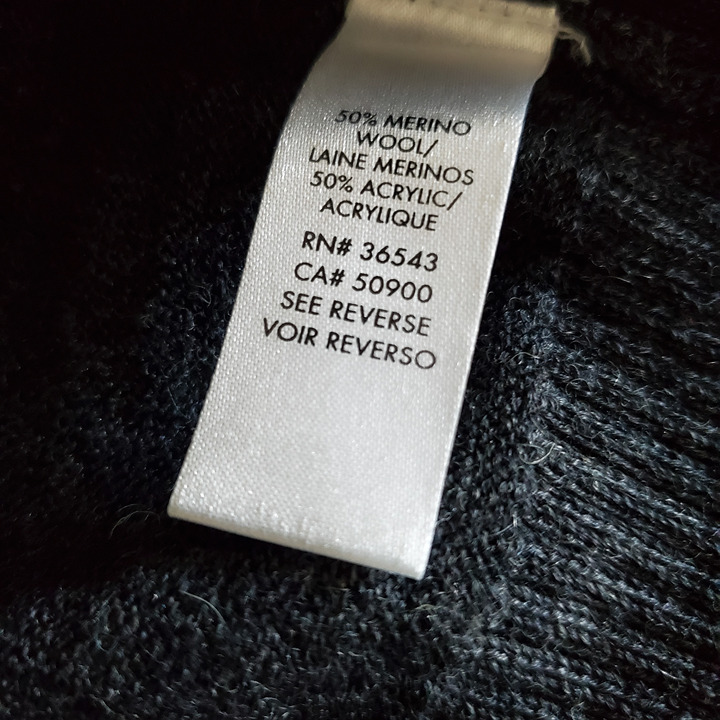 50% MERINO
WOOL/
LAINE MERINOS
50% ACRYLIC/
ACRYLIQUE
RN# 36543
CA# 50900
SEE REVERSE
VOIR REVERSO